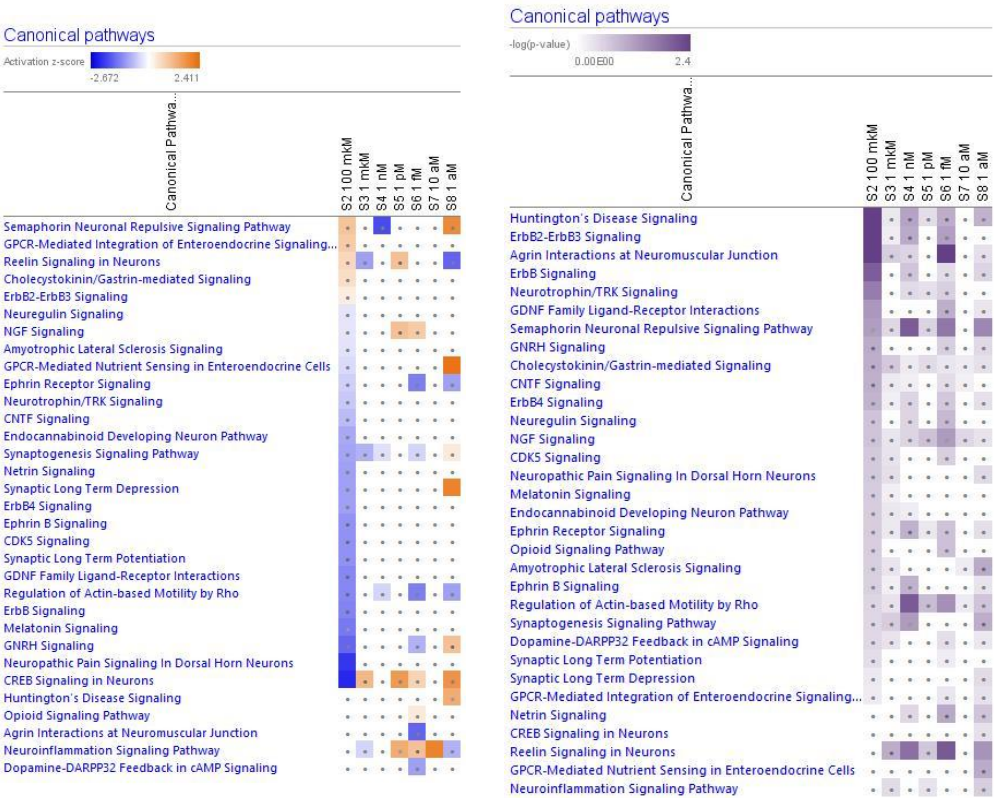 Canonical pathways
Activation z-score
-2.672 2.411
Canonical Pathwa...
S2 100 mkM
S3 1 mkM
S4 1 nM
S5 1 pM
S6 1 fM
S7 10 aM
S8 1 aM
Semaphorin Neuronal Repulsive Signaling Pathway
GPCR-Mediated Integration of Enteroendocrine Signaling...
Reelin Signaling in Neurons
Cholecystokinin/Gastrin-mediated Signaling
ErbB2-ErbB3 Signaling
Neuregulin Signaling
NGF Signaling
Amyotrophic Lateral Sclerosis Signaling
GPCR-Mediated Nutrient Sensing in Enteroendocrine Cells
Ephrin Receptor Signaling
Neurotrophin/TRK Signaling
CNTF Signaling
Endocannabinoid Developing Neuron Pathway
Synaptogenesis Signaling Pathway
Netrin Signaling
Synaptic Long Term Depression
ErbB4 Signaling
Ephrin B Signaling
CDK5 Signaling
Synaptic Long Term Potentiation
GDNF Family Ligand-Receptor Interactions
Regulation of Actin-based Motility by Rho
ErbB Signaling
Melatonin Signaling
GNRH Signaling
Neuropathic Pain Signaling In Dorsal Horn Neurons
CREB Signaling in Neurons
Huntington's Disease Signaling
Opioid Signaling Pathway
Agrin Interactions at Neuromuscular Junction
Neuroinflammation Signaling Pathway
Dopamine-DARPP32 Feedback in cAMP Signaling
Canonical pathways
-log(p-value)
0.00E00 2.4
Canonical Pathwa...
S2 100 mkM
S3 1 mkM
S4 1 nM
S5 1 pM
S6 1 fM
S7 10 aM
S8 1 aM
Huntington's Disease Signaling
ErbB2-ErbB3 Signaling
Agrin Interactions at Neuromuscular Junction
ErbB Signaling
Neurotrophin/TRK Signaling
GDNF Family Ligand-Receptor Interactions
Semaphorin Neuronal Repulsive Signaling Pathway
GNRH Signaling
Cholecystokinin/Gastrin-mediated Signaling
CNTF Signaling
ErbB4 Signaling
Neuregulin Signaling
NGF Signaling
CDK5 Signaling
Neuropathic Pain Signaling In Dorsal Horn Neurons
Melatonin Signaling
Endocannabinoid Developing Neuron Pathway
Ephrin Receptor Signaling
Opioid Signaling Pathway
Amyotrophic Lateral Sclerosis Signaling
Ephrin B Signaling
Regulation of Actin-based Motility by Rho
Synaptogenesis Signaling Pathway
Dopamine-DARPP32 Feedback in cAMP Signaling
Synaptic Long Term Potentiation
Synaptic Long Term Depression
GPCR-Mediated Integration of Enteroendocrine Signaling...
Netrin Signaling
CREB Signaling in Neurons
Reelin Signaling in Neurons
GPCR-Mediated Nutrient Sensing in Enteroendocrine Cells
Neuroinflammation Signaling Pathway